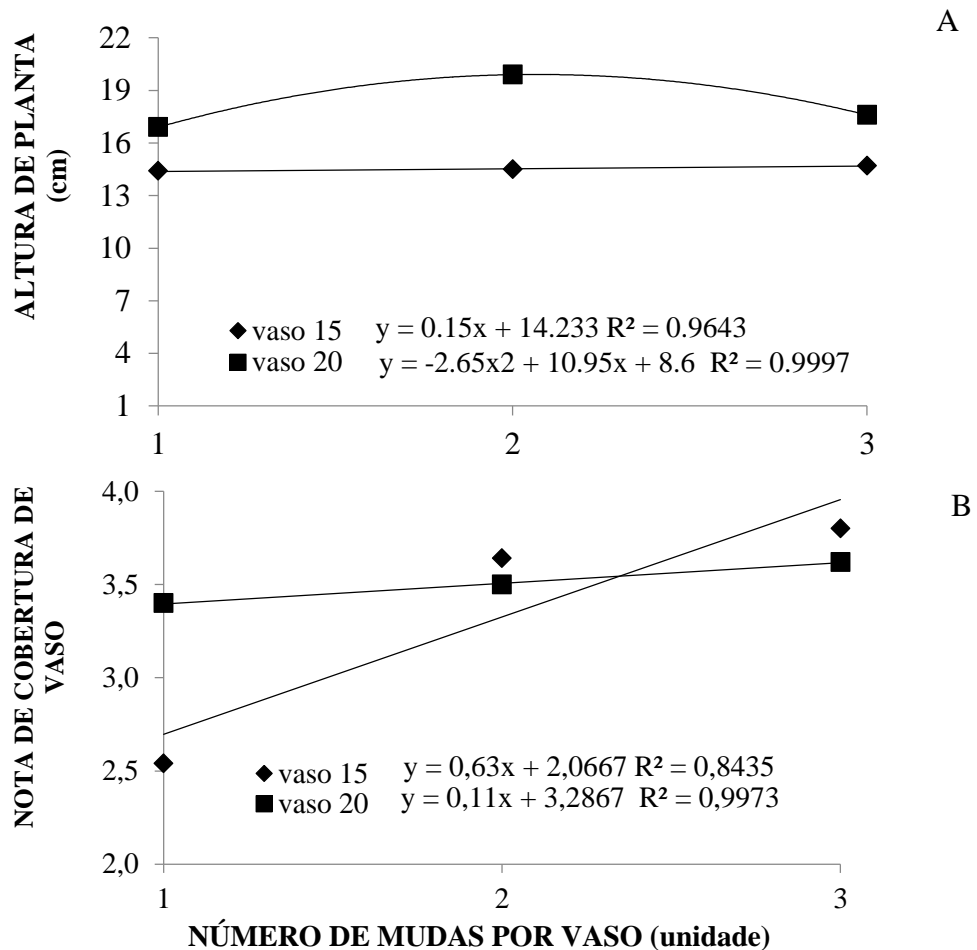 A
ALTURA DE PLANTA
(cm)
22
19
16
13
10
7
4
1
vaso 15 y = 0.15x + 14.233 R² = 0.9643
vaso 20 y = -2.65x2 + 10.95x + 8.6 R² = 0.9997
1 2 3
B
NOTA DE COBERTURA DE
VASO
4,0
3,5
3,0
2,5
2,0
vaso 15 y = 0,63x + 2,0667 R² = 0,8435
vaso 20 y = 0,11x + 3,2867 R² = 0,9973
1 2 3
NÚMERO DE MUDAS POR VASO (unidade)